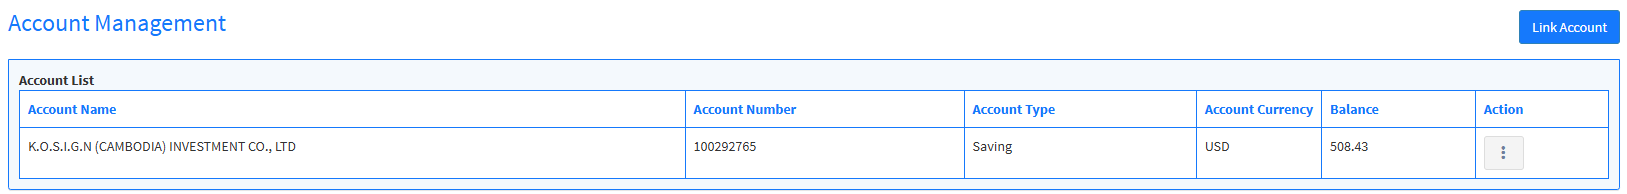 Account Management
Link Account
Account List
Account Name Account Number Account Type Account Currency Balance Action
K.O.S.I.G.N (CAMBODIA) INVESTMENT CO., LTD 100292765 Saving USD 508.43